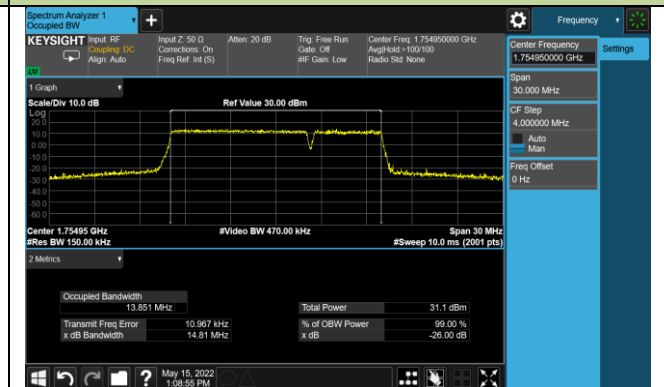 Spectrum Analyzer 1
Occupied BW
Frequency
KEYSIGHT
Input: RF
Coupling: DC
Align: Auto
Input Z: 50 Ω
Corrections: On
Freq Ref: Int (S)
Atten: 20 dB
Trig: Free Run
Gate: Off
#IF Gain: Low
Center Freq: 1.754950000 GHz
Avg|Hold:>100/100
Radio Std: None
Center Frequency
1.754950000 GHz
Settings
Span
30.000 MHz
CF Step
4.000000 MHz
Auto
Man
Freq Offset
0 Hz
1 Graph
Scale/Div 10.0 dB
Ref Value 30.00 dBm
Log
20.0
10.0
0.00
-10.0
-20.0
-30.0
-40.0
-50.0
-60.0
Center 1.75495 GHz
#Video BW 470.00 kHz
Span 30 MHz
#Res BW 150.00 kHz
#Sweep 10.0 ms (2001 pts)
2 Metrics
Occupied Bandwidth
13.851 MHz
Total Power
31.1 dBm
Transmit Freq Error
10.967 kHz
% of OBW Power
99.00 %
x dB Bandwidth
14.81 MHz
x dB
-26.00 dB
May 15, 2022
1:08:55 PM